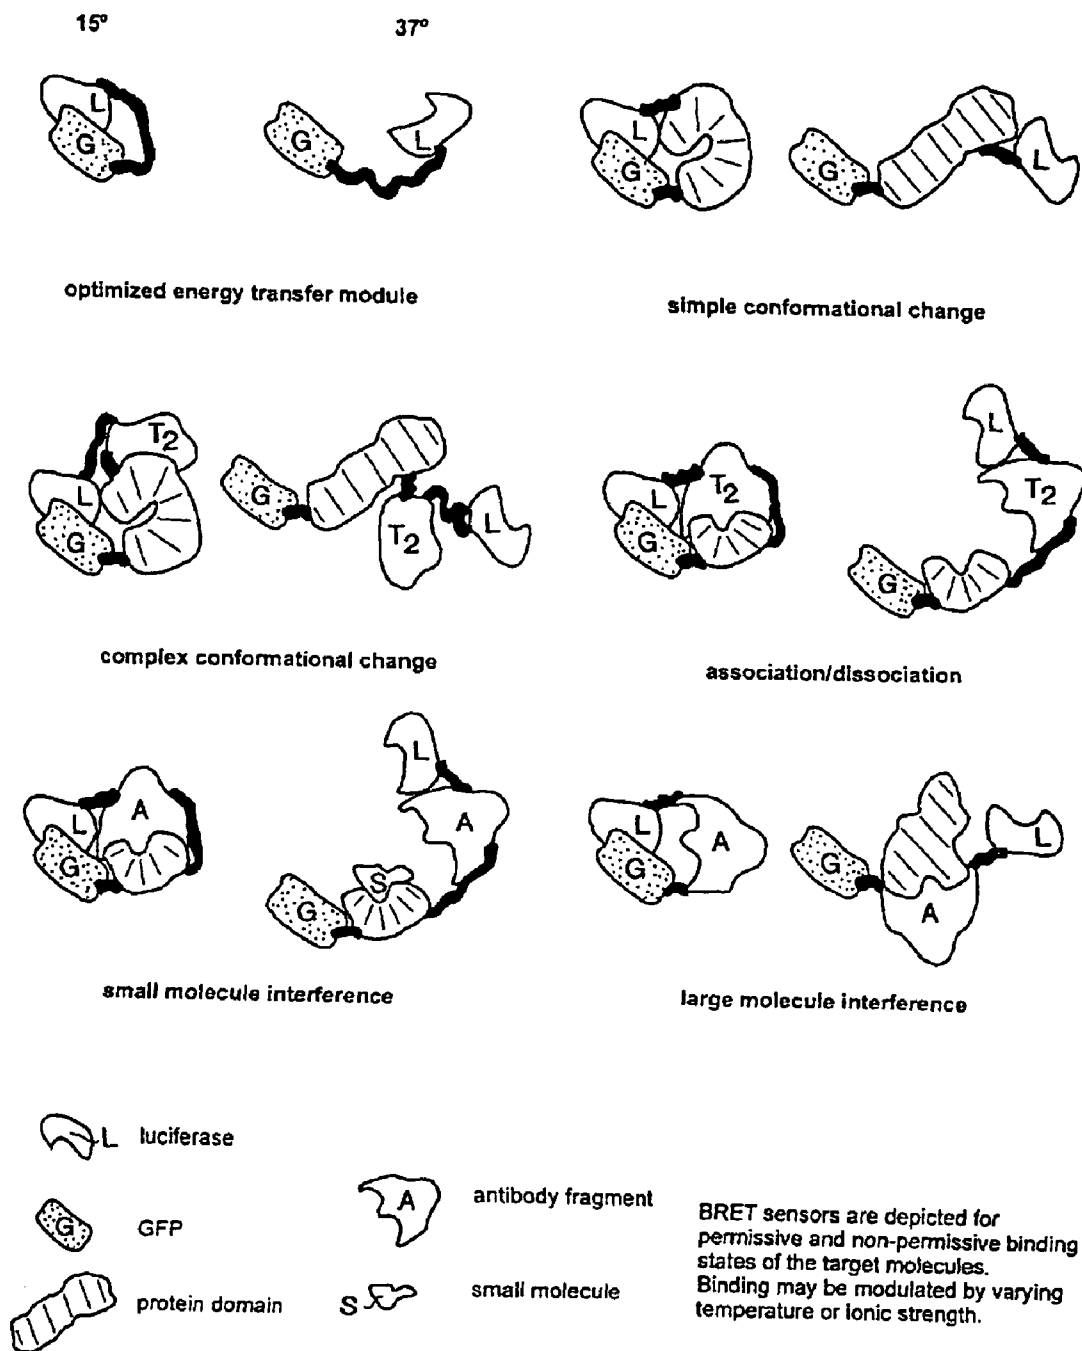 15º
37º
L
G
G
L
L
G
G
L
optimized energy transfer module
simple conformational change
T2
L
G
G
T2
L
L
T2
G
L
T2
G
complex conformational change
association/dissociation
A
L
G
L
A
S
G
L
A
G
G
L
A
small molecule interference
large molecule interference
L luciferase
G GFP
protein domain
A antibody fragment
S small molecule
BRET sensors are depicted for
permissive and non-permissive binding
states of the target molecules.
Binding may be modulated by varying
temperature or ionic strength.